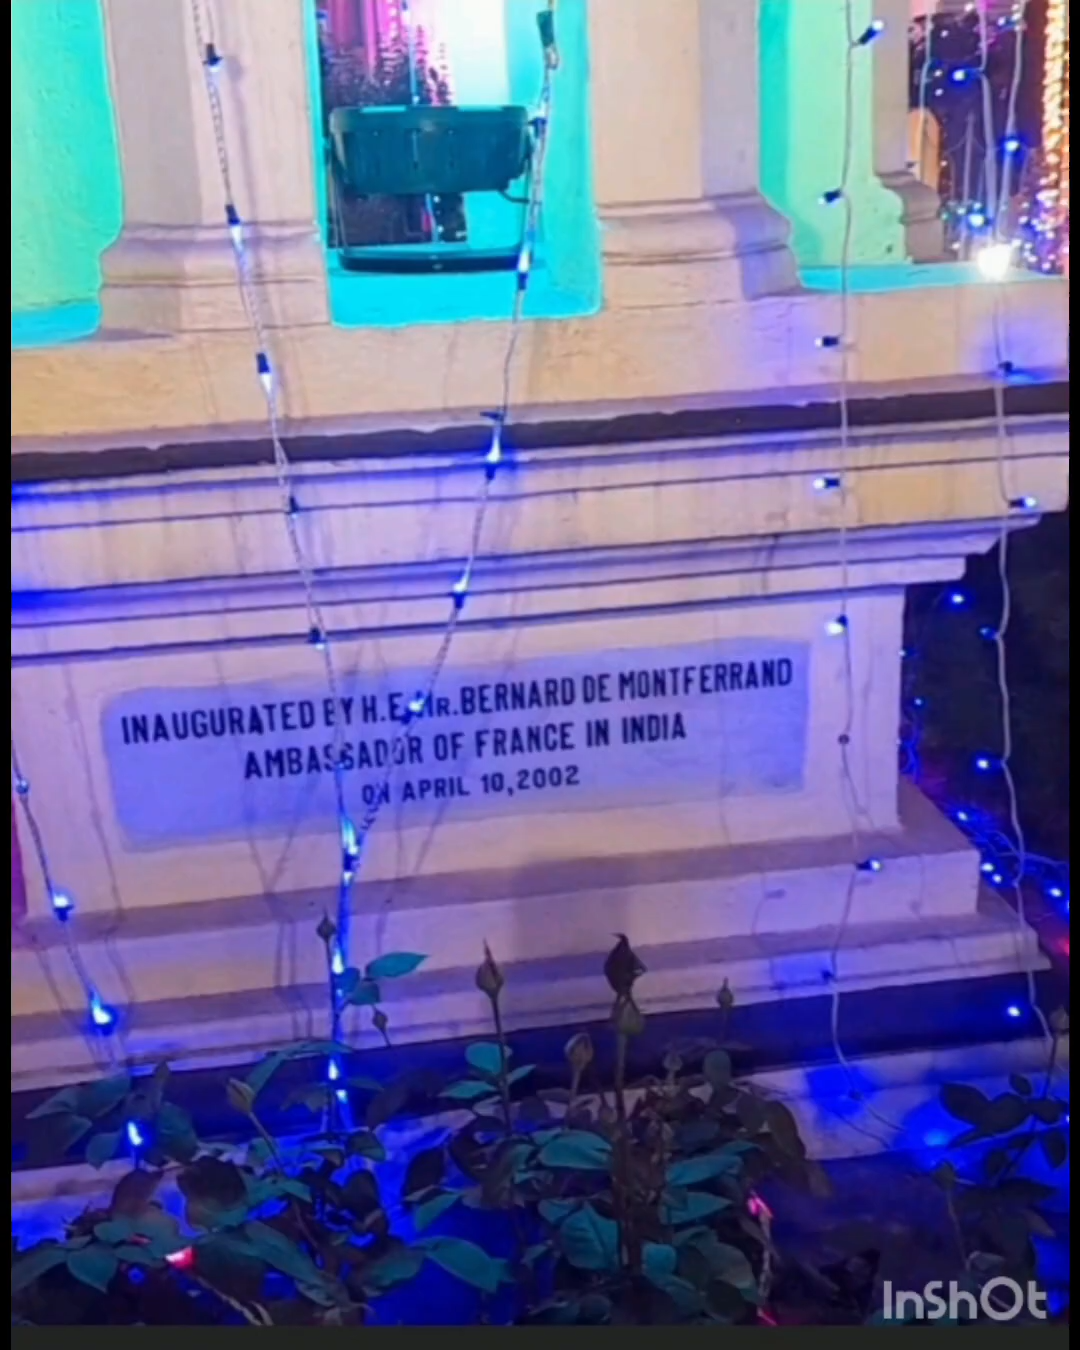 INAUGURATED BY H.E. MR. BERNARD DE MONTFERRAND
AMBASSADOR OF FRANCE IN INDIA
ON APRIL 10, 2002
InShOt